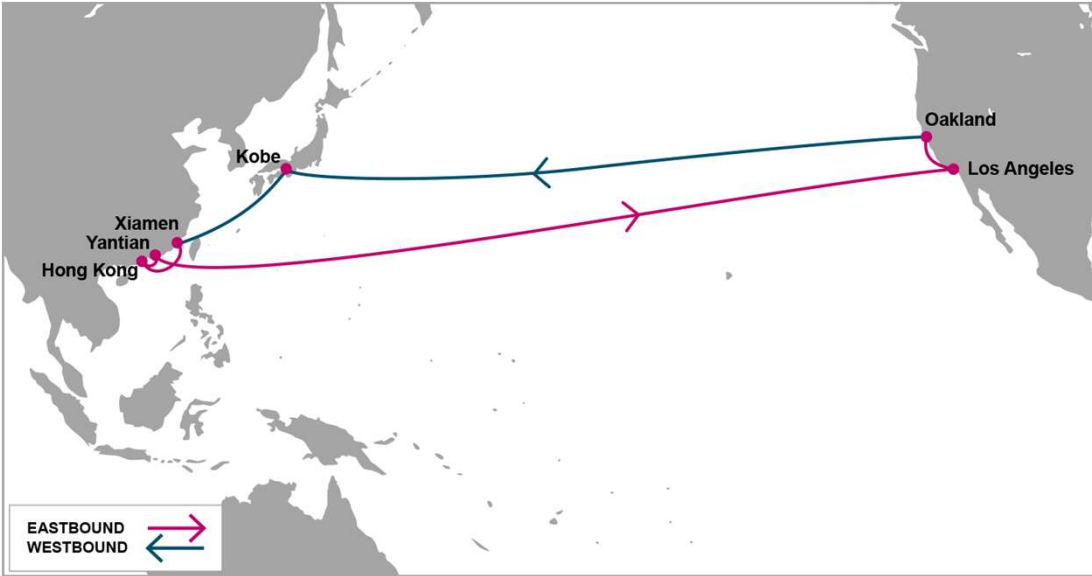 Oakland
Kobe
Los Angeles
Xiamen
Yantian
Hong Kong
EASTBOUND
WESTBOUND